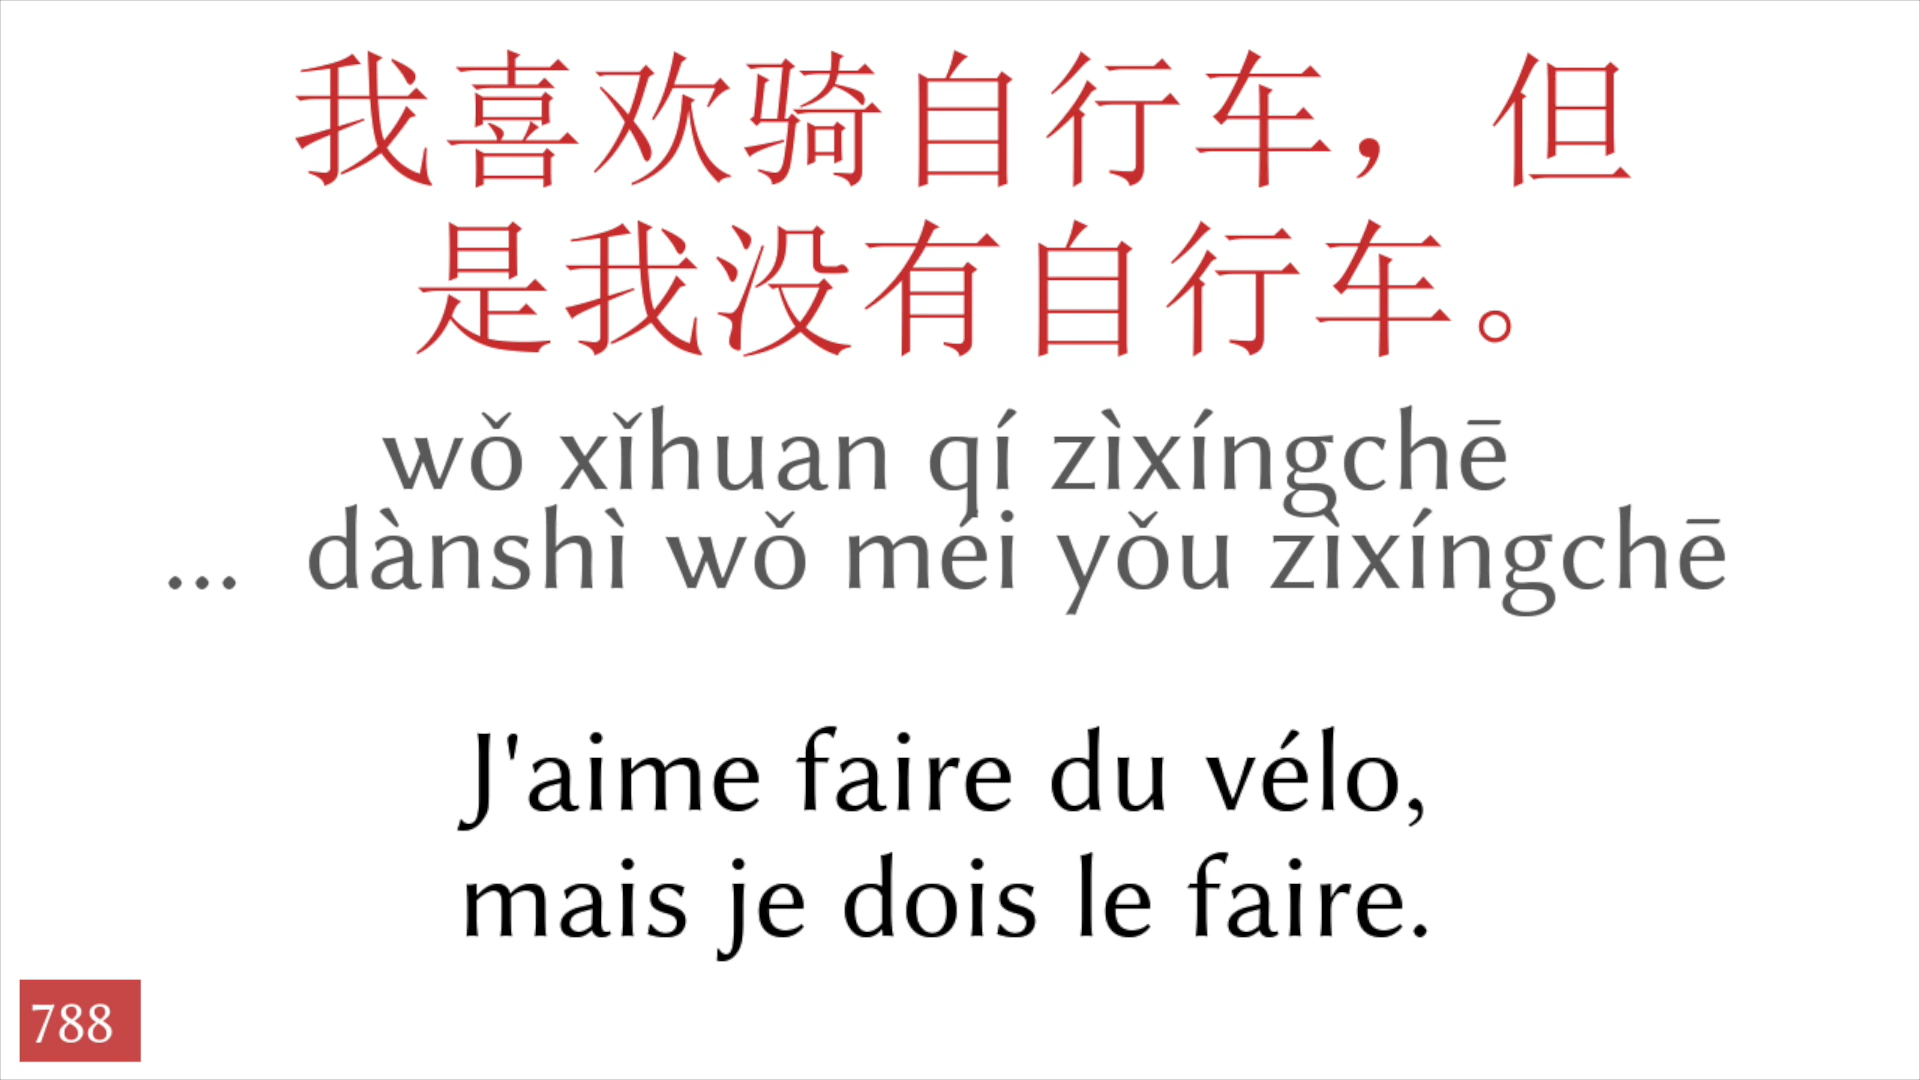 我喜欢骑自行车，但
是我没有自行车。
wǒ xǐhuan qí zìxíngchē
... dànshì wǒ méi yǒu zìxíngchē
J'aime faire du vélo,
mais je dois le faire.
788